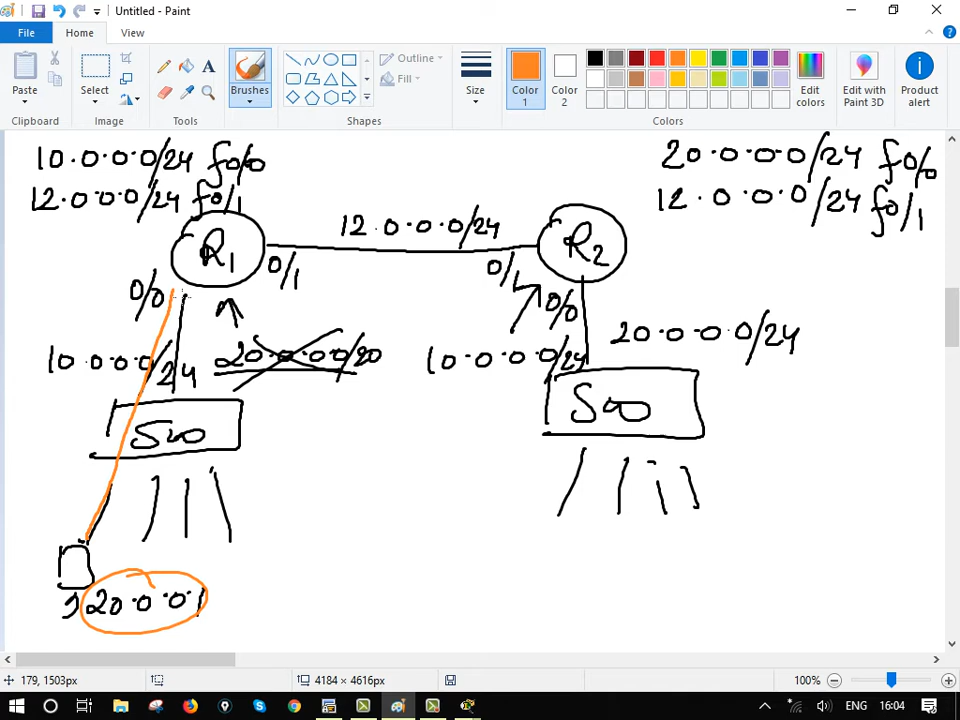 Untitled - Paint
File
Home
View
Paste
Select
A
Brushes
Outline
Fill
Size
Color 1
Color 2
Edit colors
Edit with Paint 3D
Product alert
Clipboard
Image
Tools
Shapes
Colors
10.0.0.0/24 f0/0
12.0.0.0/24 f0/1
20.0.0.0/24 f0/0
12.0.0.0/24 f0/1
R1
12.0.0.0/24
R2
0/0
0/1
0/1
0/0
10.0.0.0/24
20.0.0.0/20
10.0.0.0/24
20.0.0.0/24
S00
20.0.0.1
179, 1503px
4184 × 4616px
100%
ENG
16:04